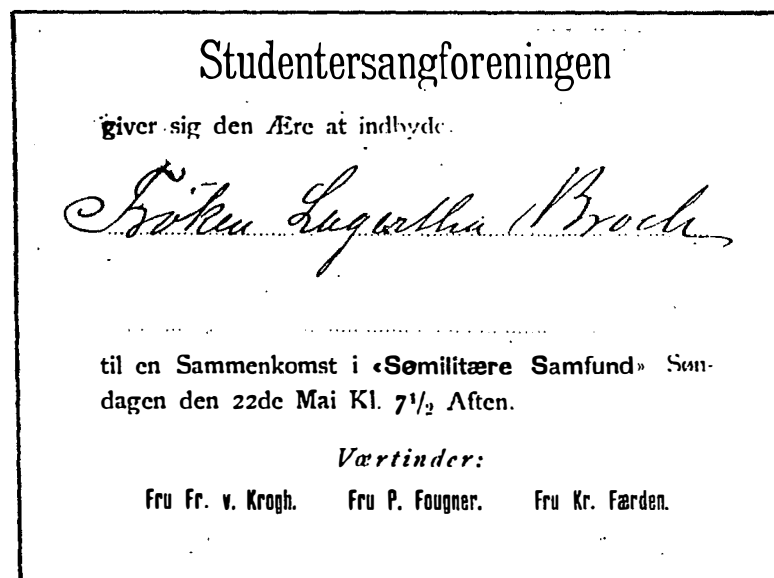 Studentersangforeningen
giver sig den Ære at indbyde
Frøken Lagertha Broch
til en Sammenkomst i «Sømilitære Samfund» Søn-
dagen den 22de Mai Kl. 7½ Aften.
Værtinder:
Fru Fr. v. Krogh. Fru P. Fougner. Fru Kr. Færden.